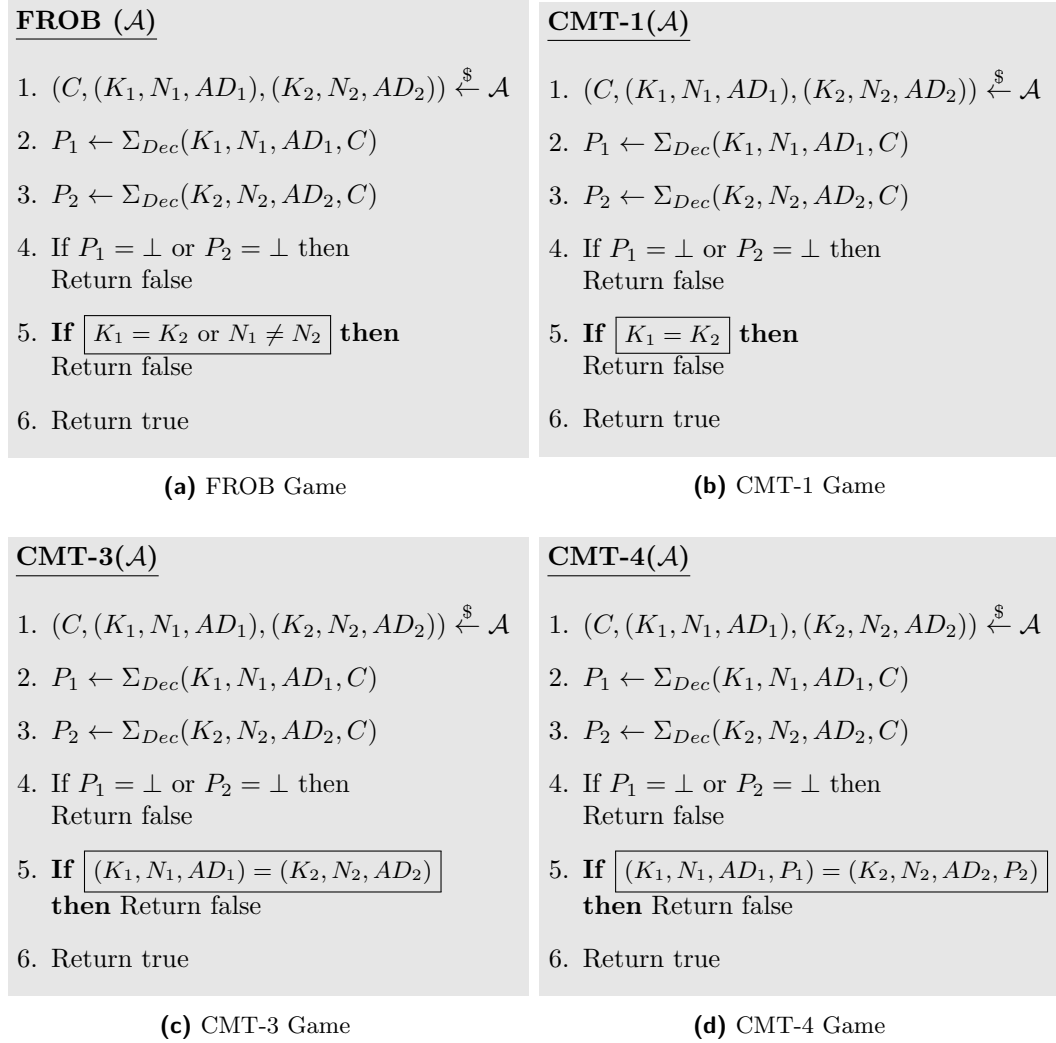 FROB (𝒜)
1. (C, (K₁, N₁, AD₁), (K₂, N₂, AD₂)) ←$ 𝒜
2. P₁ ← Σ_Dec(K₁, N₁, AD₁, C)
3. P₂ ← Σ_Dec(K₂, N₂, AD₂, C)
4. If P₁ = ⊥ or P₂ = ⊥ then
Return false
5. If K₁ = K₂ or N₁ ≠ N₂ then
Return false
6. Return true
(a) FROB Game
CMT-1(𝒜)
1. (C, (K₁, N₁, AD₁), (K₂, N₂, AD₂)) ←$ 𝒜
2. P₁ ← Σ_Dec(K₁, N₁, AD₁, C)
3. P₂ ← Σ_Dec(K₂, N₂, AD₂, C)
4. If P₁ = ⊥ or P₂ = ⊥ then
Return false
5. If K₁ = K₂ then
Return false
6. Return true
(b) CMT-1 Game
CMT-3(𝒜)
1. (C, (K₁, N₁, AD₁), (K₂, N₂, AD₂)) ←$ 𝒜
2. P₁ ← Σ_Dec(K₁, N₁, AD₁, C)
3. P₂ ← Σ_Dec(K₂, N₂, AD₂, C)
4. If P₁ = ⊥ or P₂ = ⊥ then
Return false
5. If (K₁, N₁, AD₁) = (K₂, N₂, AD₂)
then Return false
6. Return true
(c) CMT-3 Game
CMT-4(𝒜)
1. (C, (K₁, N₁, AD₁), (K₂, N₂, AD₂)) ←$ 𝒜
2. P₁ ← Σ_Dec(K₁, N₁, AD₁, C)
3. P₂ ← Σ_Dec(K₂, N₂, AD₂, C)
4. If P₁ = ⊥ or P₂ = ⊥ then
Return false
5. If (K₁, N₁, AD₁, P₁) = (K₂, N₂, AD₂, P₂)
then Return false
6. Return true
(d) CMT-4 Game